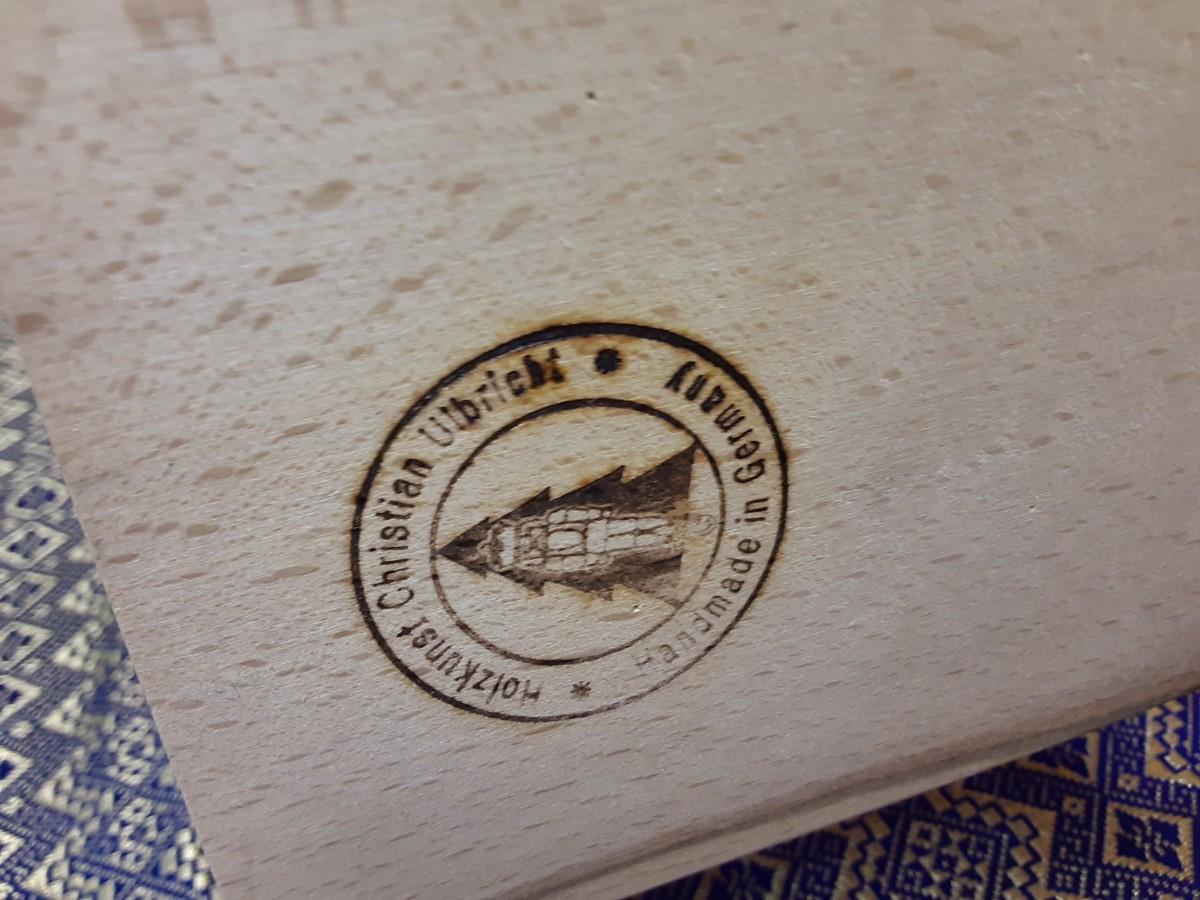 Holzkunst Christian Ulbricht
Handmade in Germany